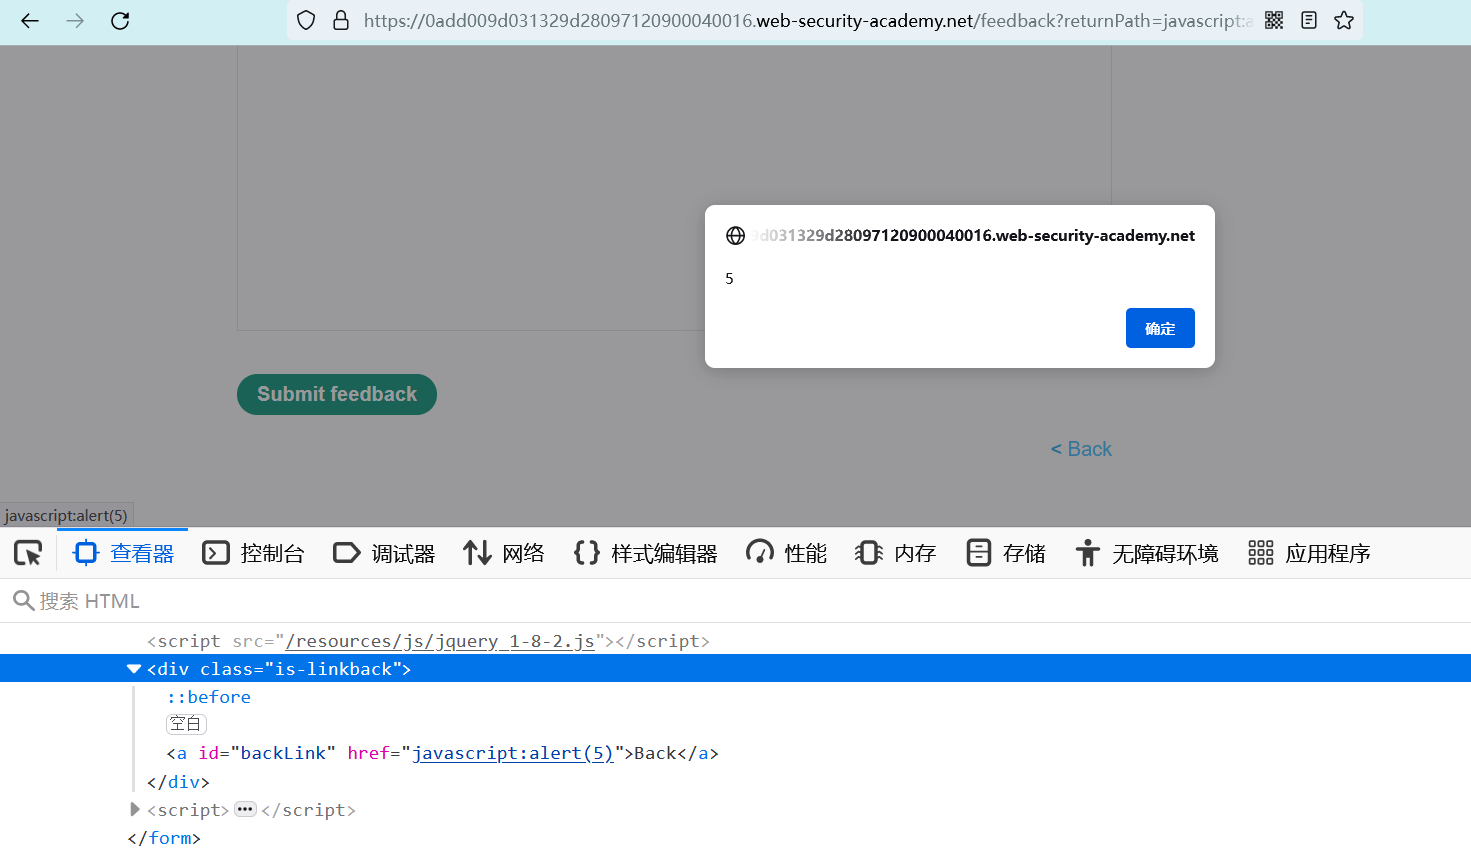 https://0add009d031329d28097120900040016.web-security-academy.net/feedback?returnPath=javascript:a
9d031329d28097120900040016.web-security-academy.net
5
确定
Submit feedback
< Back
javascript:alert(5)
查看器 控制台 调试器 网络 样式编辑器 性能 内存 存储 无障碍环境 应用程序
搜索 HTML
<script src="/resources/js/jquery_1-8-2.js"></script>
<div class="is-linkback">
::before
空白
<a id="backLink" href="javascript:alert(5)">Back</a>
</div>
<script>•••</script>
</form>